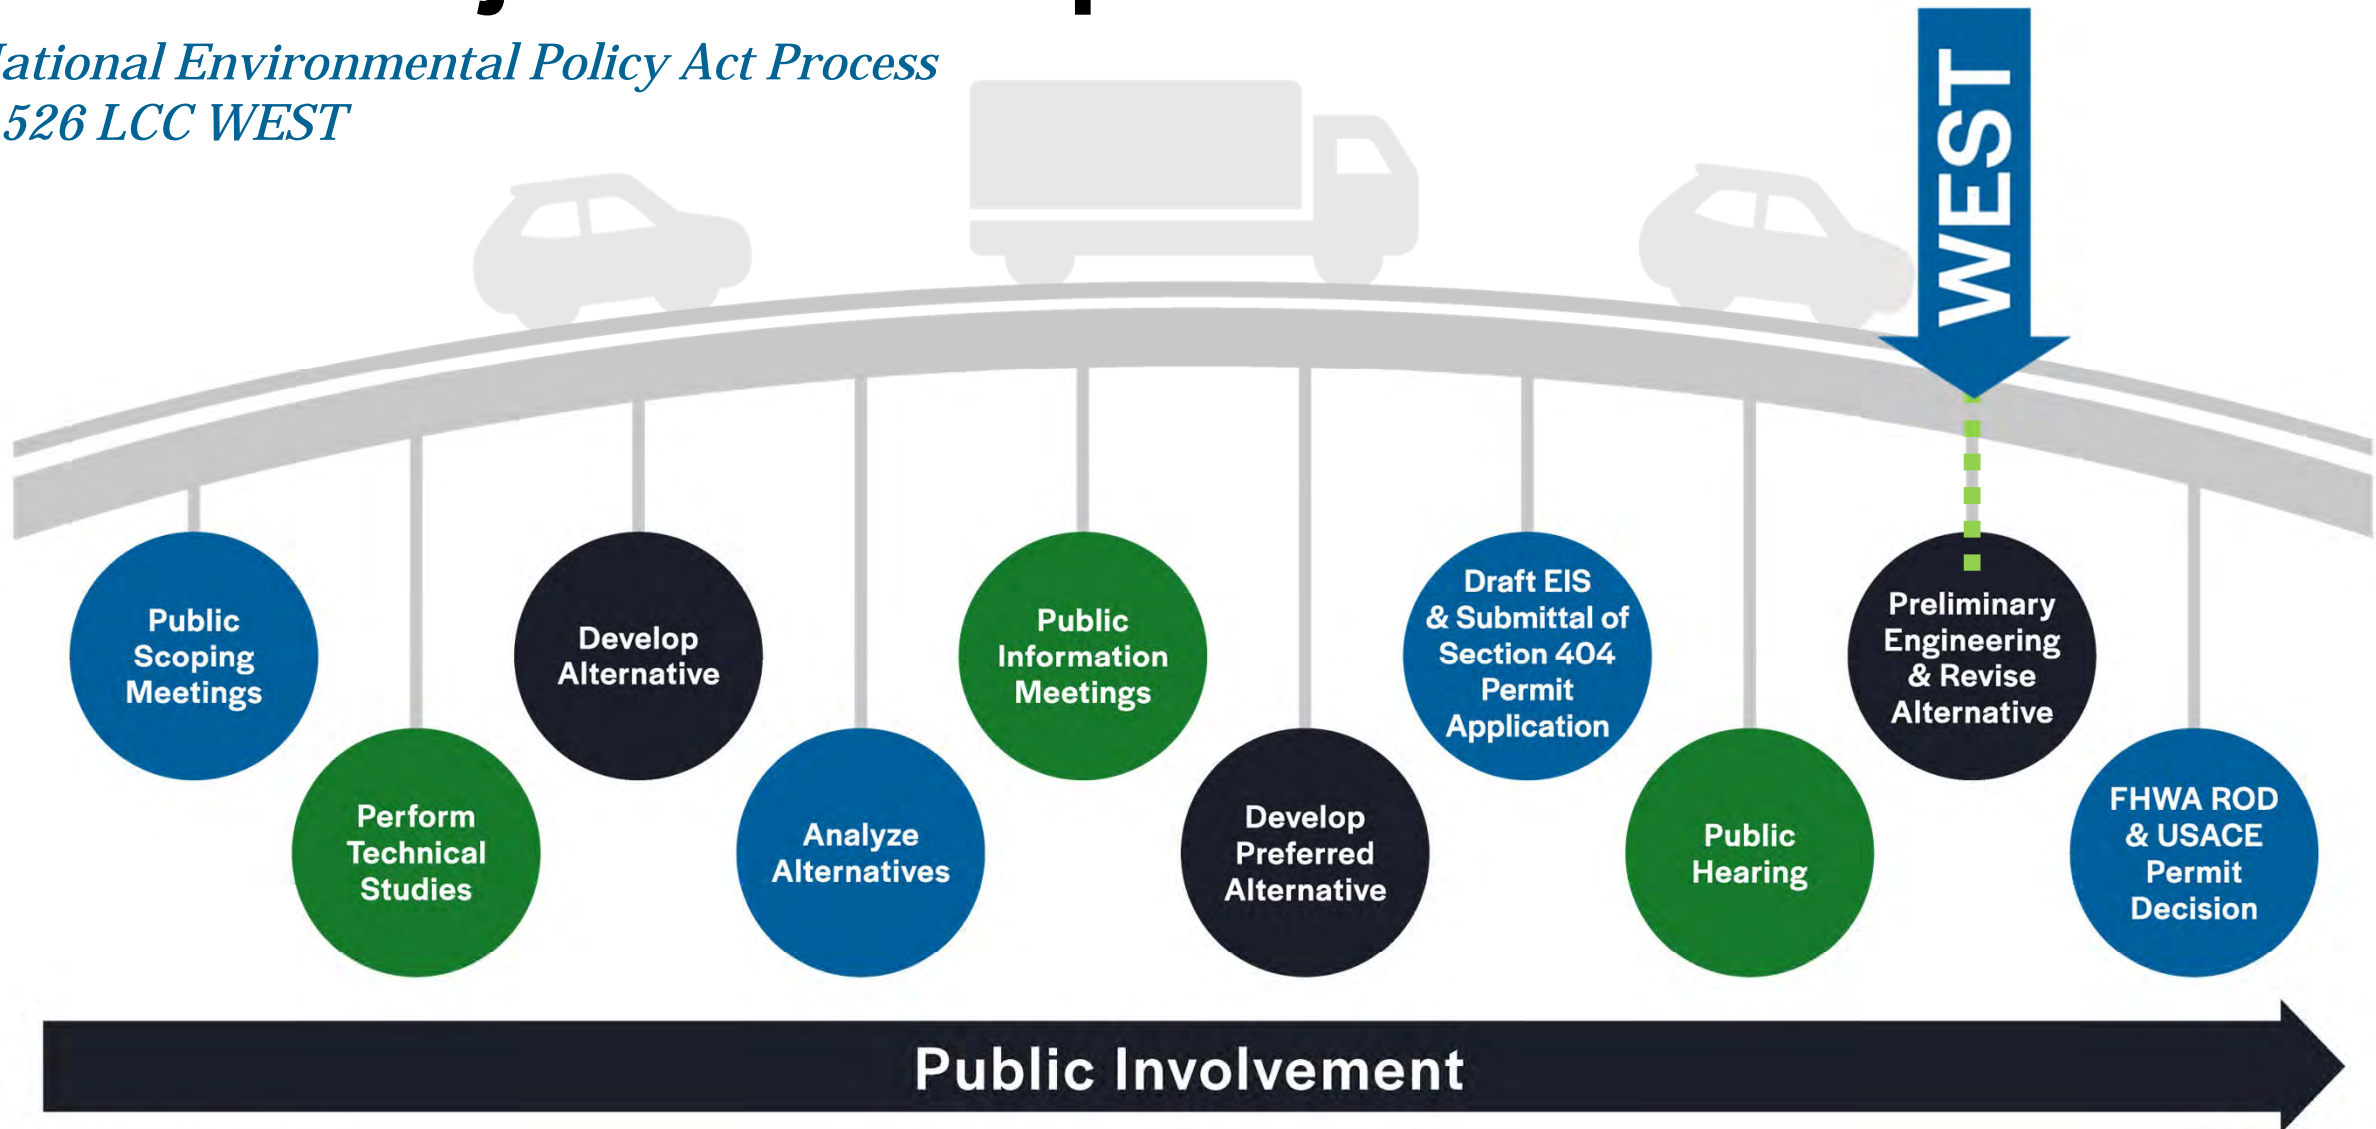 ational Environmental Policy Act Process
526 LCC WEST
WEST
Public
Scoping
Meetings
Perform
Technical
Studies
Develop
Alternative
Analyze
Alternatives
Public
Information
Meetings
Develop
Preferred
Alternative
Draft EIS
& Submittal of
Section 404
Permit
Application
Public
Hearing
Preliminary
Engineering
& Revise
Alternative
FHWA ROD
& USACE
Permit
Decision
Public Involvement